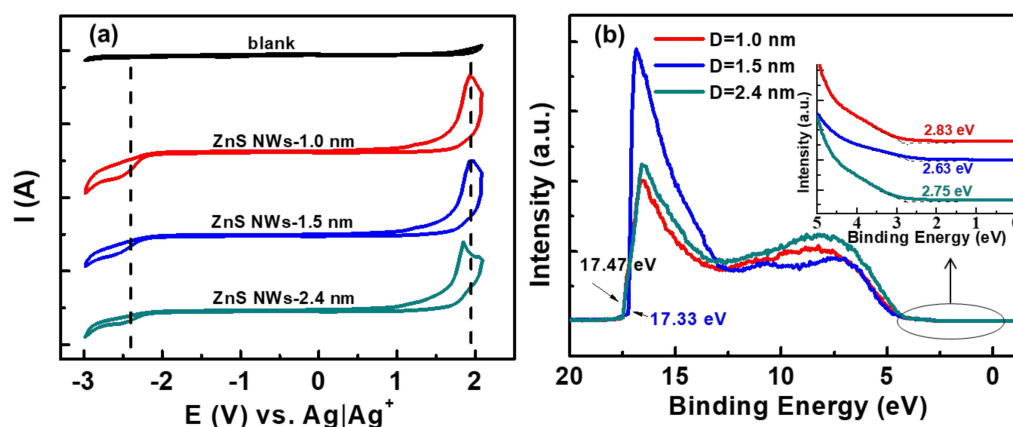 (a)
blank
ZnS NWs-1.0 nm
ZnS NWs-1.5 nm
ZnS NWs-2.4 nm
I (A)
-3 -2 -1 0 1 2
E (V) vs. Ag|Ag⁺
(b)
D=1.0 nm
D=1.5 nm
D=2.4 nm
Intensity (a.u.)
17.47 eV
17.33 eV
20 15 10 5 0
Binding Energy (eV)
Intensity (a.u.)
2.83 eV
2.63 eV
2.75 eV
5 4 3 2 1
Binding Energy (eV)